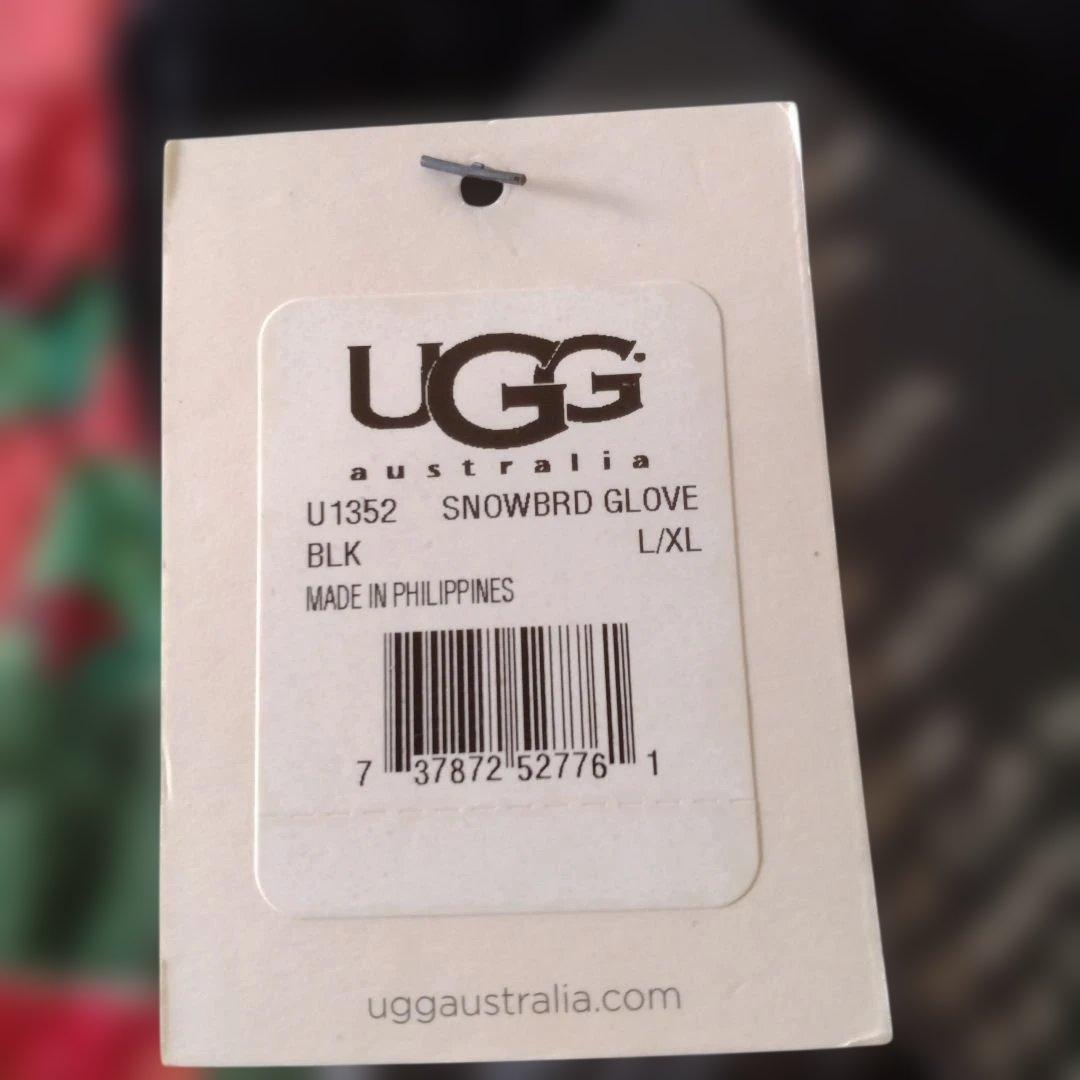 UGG
australia
U1352 SNOWBRD GLOVE
BLK L/XL
MADE IN PHILIPPINES
7 37872 52776 1
uggaustralia.com